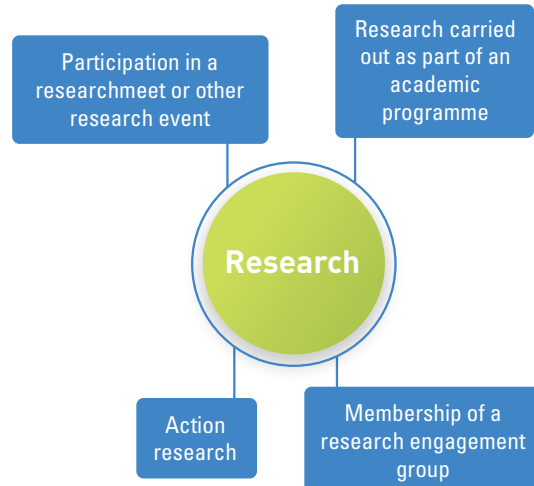 Participation in a
researchmeet or other
research event
Research carried
out as part of an
academic
programme
Research
Action
research
Membership of a
research engagement
group